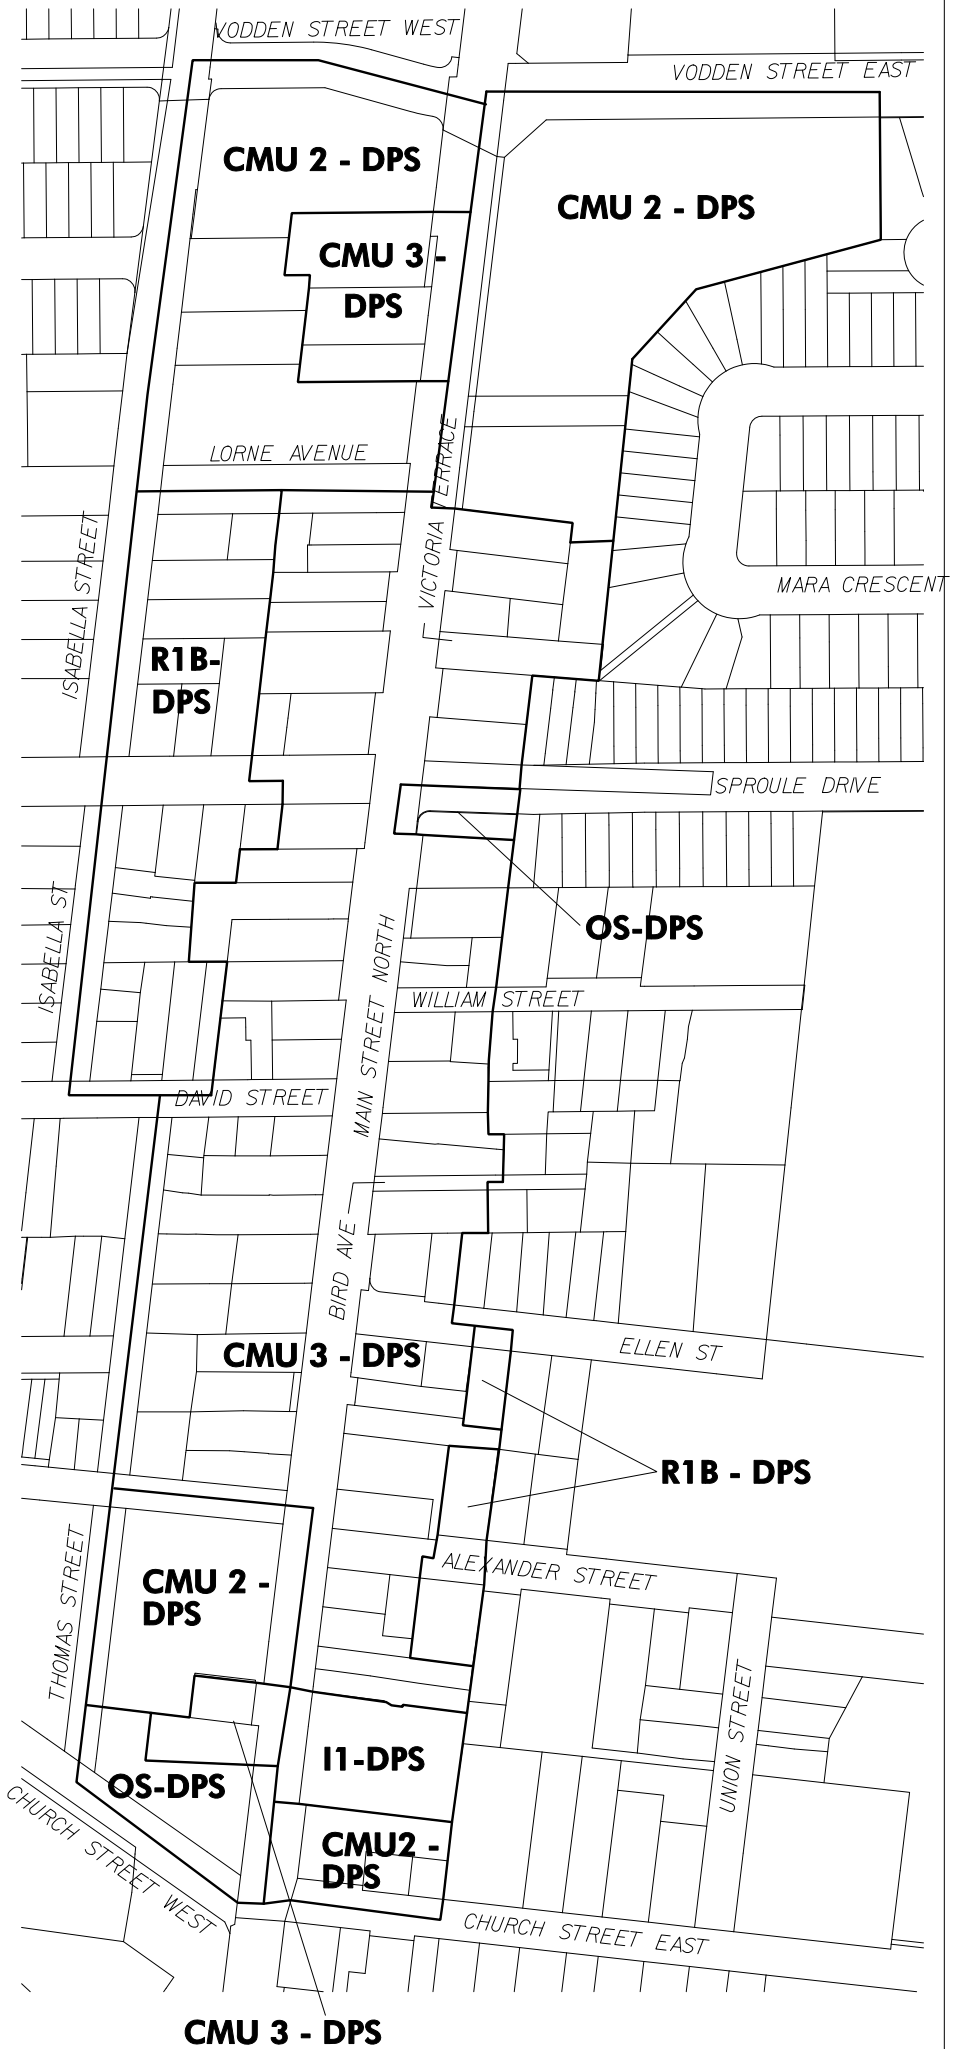 VODDEN STREET WEST
VODDEN STREET EAST
CMU 2 - DPS
CMU 2 - DPS
CMU 3 -
DPS
LORNE AVENUE
VICTORIA TERRACE
ISABELLA STREET
MARA CRESCENT
R1B-
DPS
SPROULE DRIVE
OS-DPS
ISABELLA ST
MAIN STREET NORTH
WILLIAM STREET
DAVID STREET
BIRD AVE
CMU 3 - DPS
ELLEN ST
R1B - DPS
ALEXANDER STREET
THOMAS STREET
CMU 2 -
DPS
UNION STREET
I1-DPS
OS-DPS
CMU2 -
DPS
CHURCH STREET WEST
CHURCH STREET EAST
CMU 3 - DPS